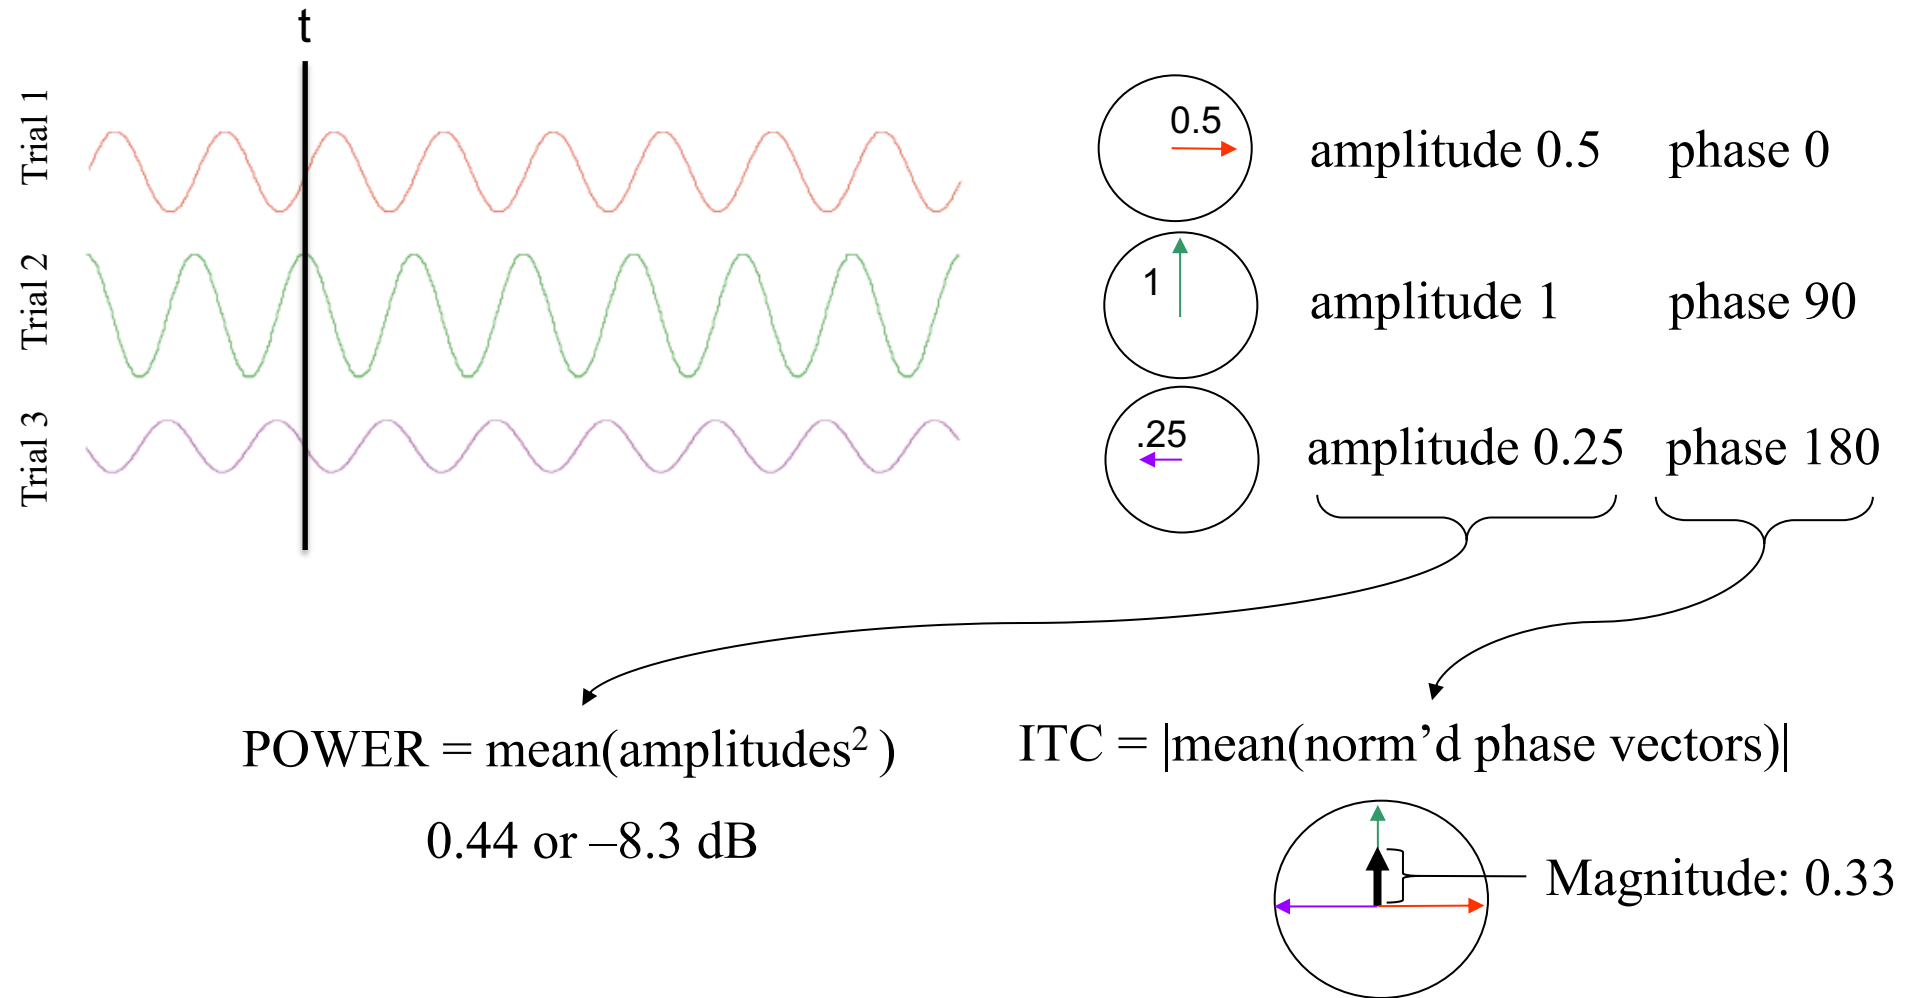 t
Trial 1
0.5
amplitude 0.5 phase 0
Trial 2
1
amplitude 1 phase 90
Trial 3
.25
amplitude 0.25 phase 180
POWER = mean(amplitudes² )
ITC = |mean(norm’d phase vectors)|
0.44 or –8.3 dB
Magnitude: 0.33